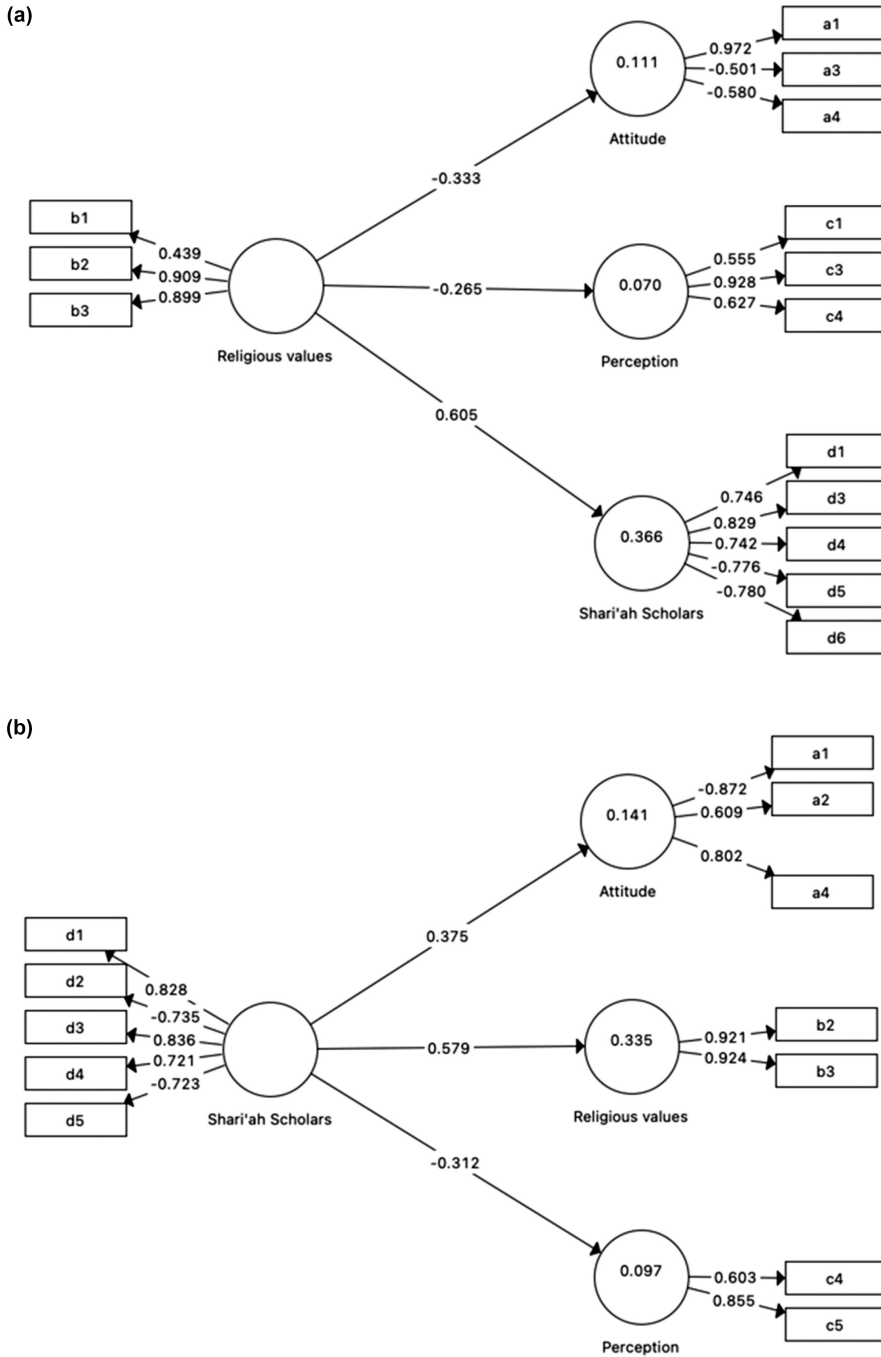 (a)
a1
0.972
0.111
-0.501
a3
-0.580
a4
Attitude
-0.333
b1
0.439
b2
0.909
0.899
b3
Religious values
-0.265
c1
0.555
0.070
0.928
c3
0.627
c4
Perception
0.605
d1
0.746
d3
0.829
0.366
0.742
d4
-0.776
d5
-0.780
Shari'ah Scholars
d6
(b)
a1
-0.872
0.141
0.609
a2
0.802
Attitude
a4
0.375
d1
0.828
d2
-0.735
d3
0.836
0.721
d4
-0.723
d5
Shari'ah Scholars
0.579
0.335
0.921
b2
0.924
b3
Religious values
-0.312
0.097
0.603
c4
0.855
c5
Perception